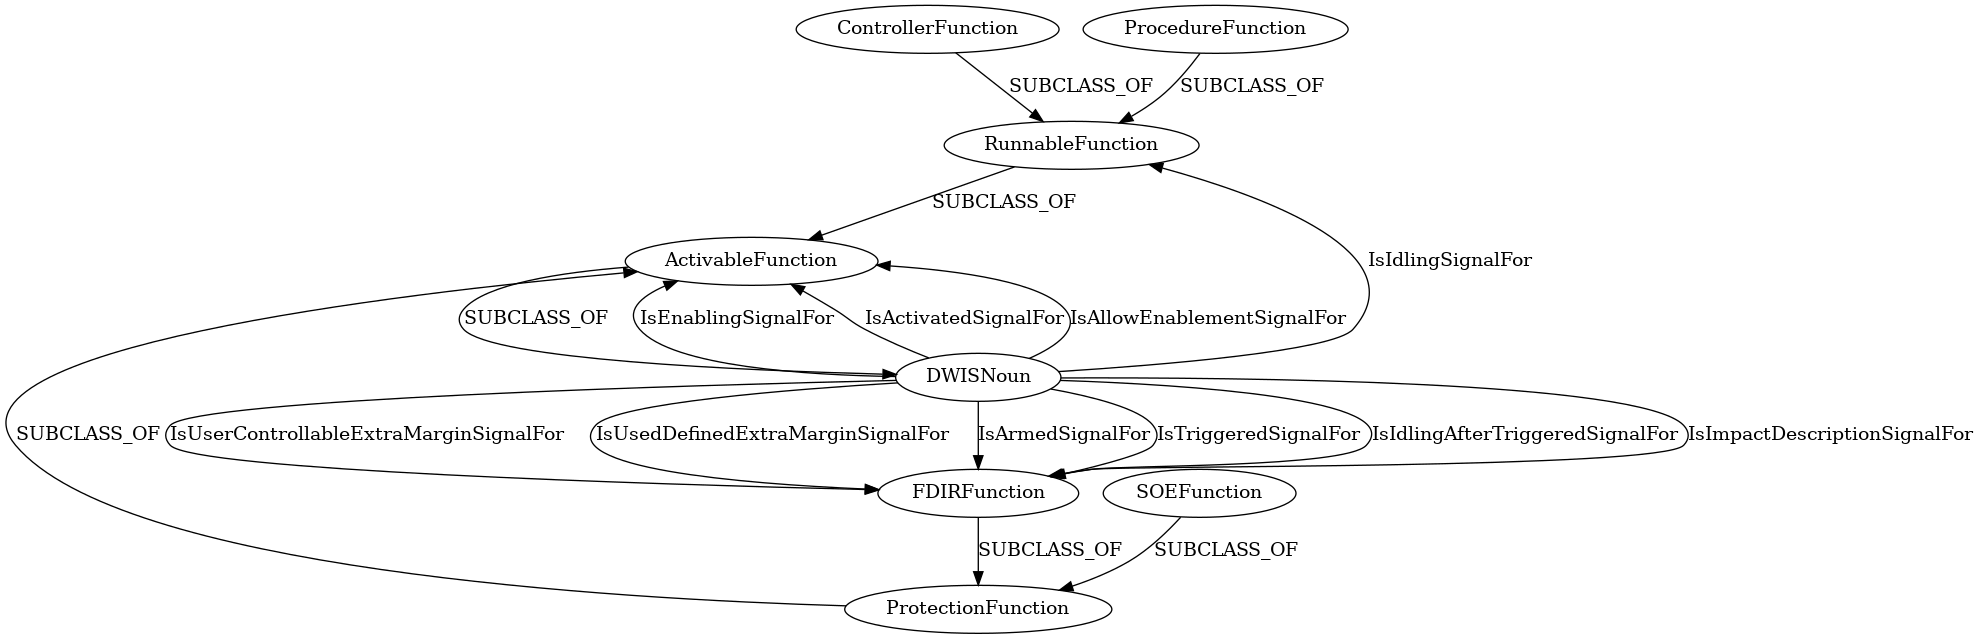 ControllerFunction
ProcedureFunction
SUBCLASS_OF
SUBCLASS_OF
RunnableFunction
SUBCLASS_OF
ActivableFunction
IsIdlingSignalFor
SUBCLASS_OF
IsEnablingSignalFor
IsActivatedSignalFor
IsAllowEnablementSignalFor
DWISNoun
SUBCLASS_OF
IsUserControllableExtraMarginSignalFor
IsUsedDefinedExtraMarginSignalFor
IsArmedSignalFor
IsTriggeredSignalFor
IsIdlingAfterTriggeredSignalFor
IsImpactDescriptionSignalFor
FDIRFunction
SOEFunction
SUBCLASS_OF
SUBCLASS_OF
ProtectionFunction